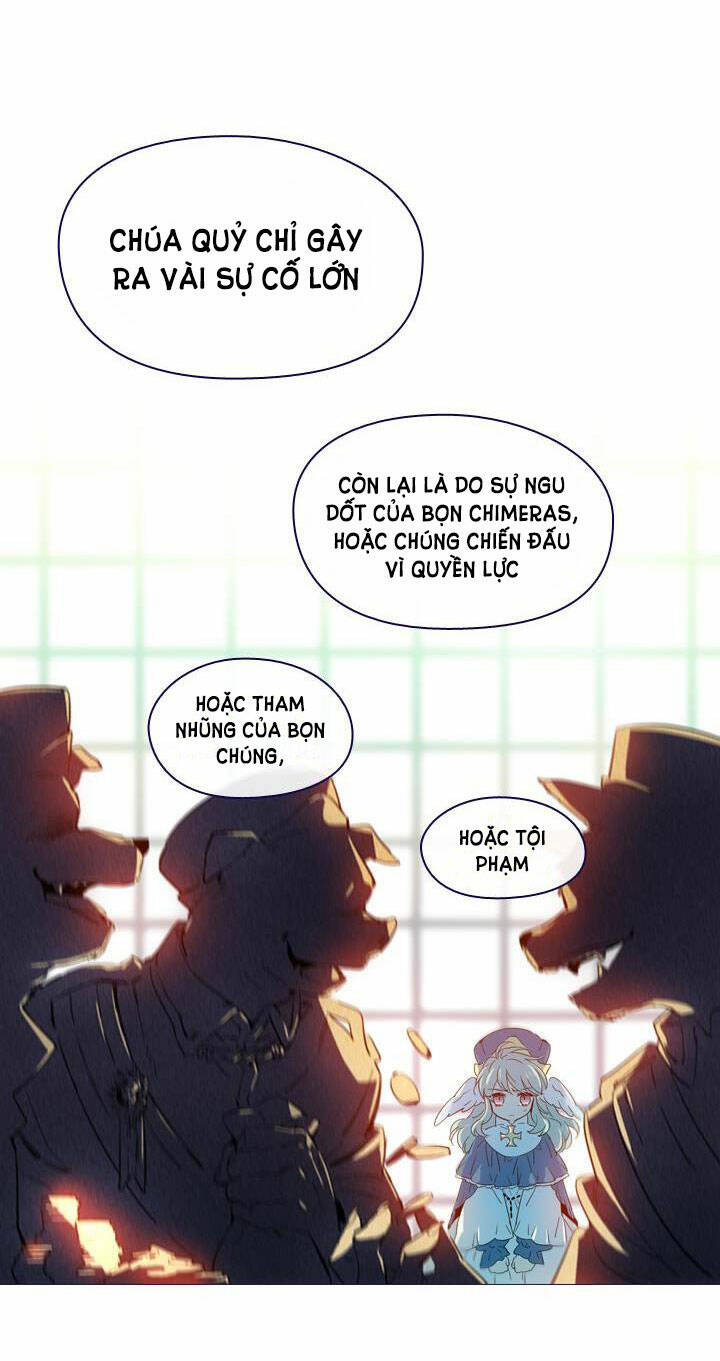 CHÚA QUỶ CHỈ GÂY
RA VÀI SỰ CỐ LỚN
CÒN LẠI LÀ DO SỰ NGU
DỐT CỦA BỌN CHIMERAS,
HOẶC CHÚNG CHIẾN ĐẤU
VÌ QUYỀN LỰC
HOẶC THAM
NHŨNG CỦA BỌN
CHÚNG,
HOẶC TỘI
PHẠM